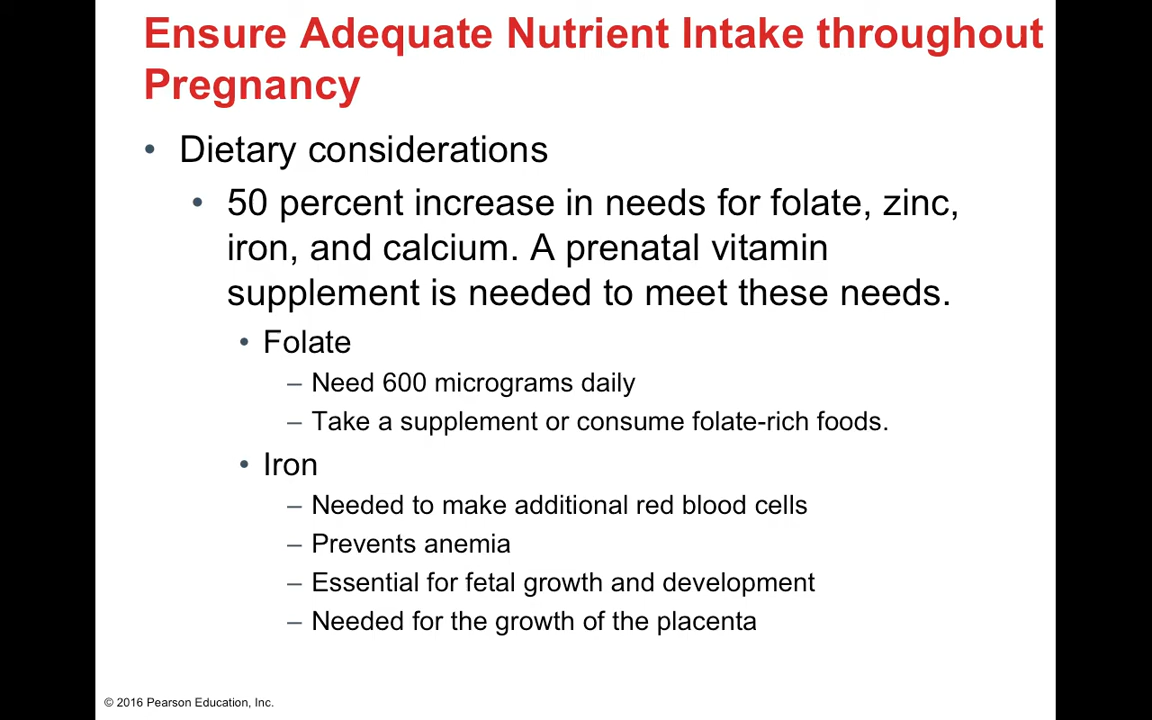 Ensure Adequate Nutrient Intake throughout
Pregnancy
• Dietary considerations
• 50 percent increase in needs for folate, zinc,
iron, and calcium. A prenatal vitamin
supplement is needed to meet these needs.
• Folate
– Need 600 micrograms daily
– Take a supplement or consume folate-rich foods.
• Iron
– Needed to make additional red blood cells
– Prevents anemia
– Essential for fetal growth and development
– Needed for the growth of the placenta
© 2016 Pearson Education, Inc.